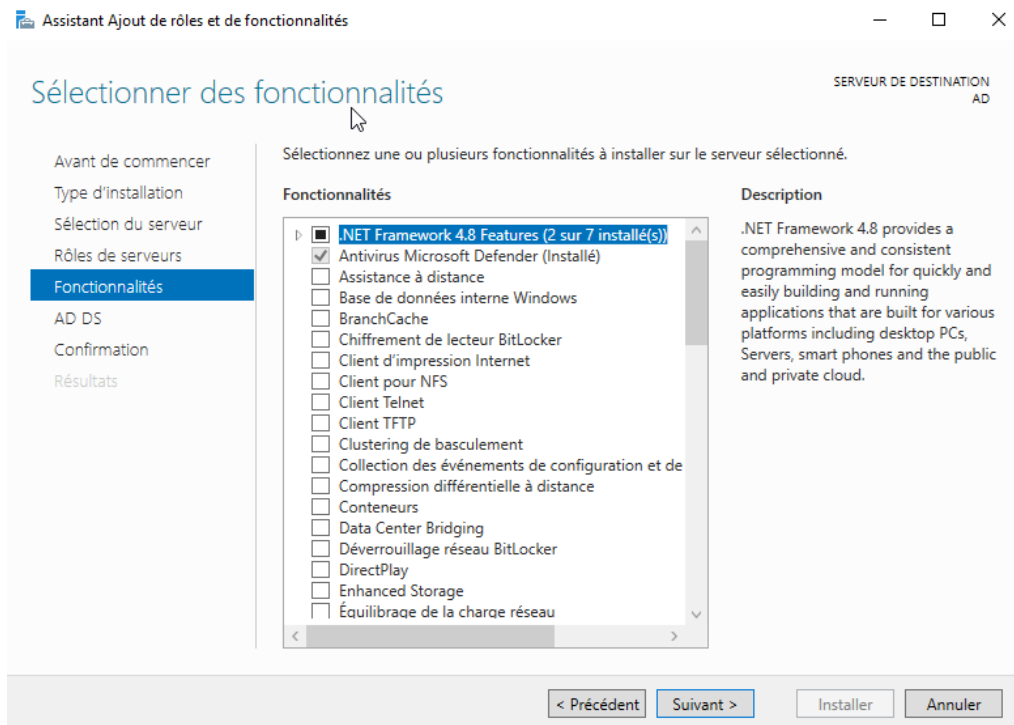 Assistant Ajout de rôles et de fonctionnalités
Sélectionner des fonctionnalités
SERVEUR DE DESTINATION
AD
Avant de commencer
Type d'installation
Sélection du serveur
Rôles de serveurs
Fonctionnalités
AD DS
Confirmation
Résultats
Sélectionnez une ou plusieurs fonctionnalités à installer sur le serveur sélectionné.
Fonctionnalités
.NET Framework 4.8 Features (2 sur 7 installé(s))
Antivirus Microsoft Defender (Installé)
Assistance à distance
Base de données interne Windows
BranchCache
Chiffrement de lecteur BitLocker
Client d'impression Internet
Client pour NFS
Client Telnet
Client TFTP
Clustering de basculement
Collection des événements de configuration et de
Compression différentielle à distance
Conteneurs
Data Center Bridging
Déverrouillage réseau BitLocker
DirectPlay
Enhanced Storage
Équilibrage de la charge réseau
Description
.NET Framework 4.8 provides a
comprehensive and consistent
programming model for quickly and
easily building and running
applications that are built for various
platforms including desktop PCs,
Servers, smart phones and the public
and private cloud.
< Précédent
Suivant >
Installer
Annuler